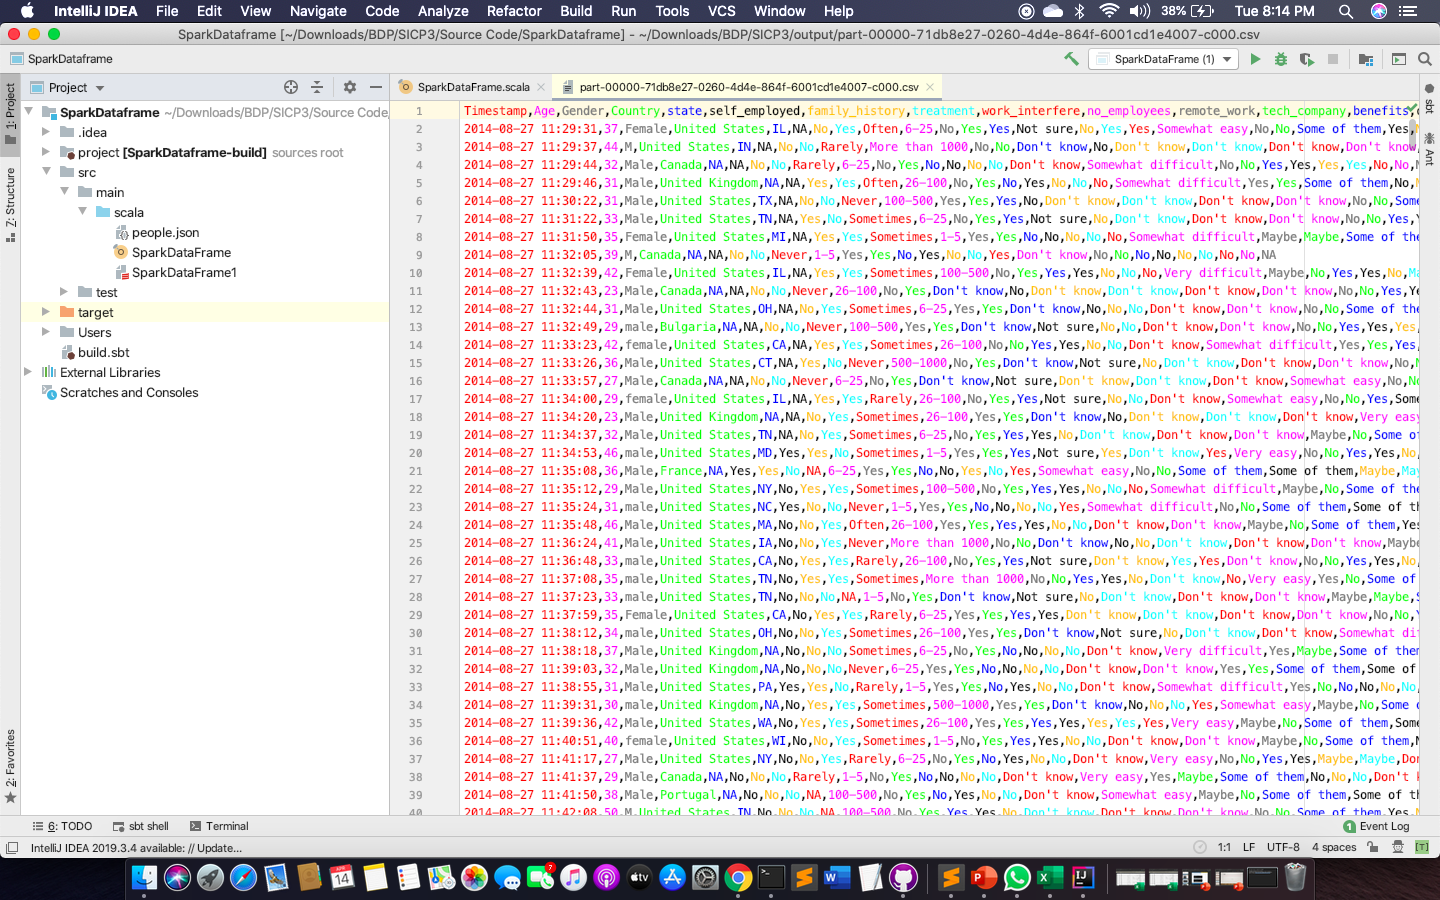 IntelliJ IDEA File Edit View Navigate Code Analyze Refactor Build Run Tools VCS Window Help 38% Tue 8:14 PM
SparkDataframe [~/Downloads/BDP/SICP3/Source Code/SparkDataframe] - ~/Downloads/BDP/SICP3/output/part-00000-71db8e27-0260-4d4e-864f-6001cd1e4007-c000.csv
SparkDataframe SparkDataFrame (1)
Project SparkDataFrame.scala part-00000-71db8e27-0260-4d4e-864f-6001cd1e4007-c000.csv
1: Project
Z: Structure
2: Favorites
SparkDataframe ~/Downloads/BDP/SICP3/Source Code
.idea
project [SparkDataframe-build] sources root
src
main
scala
people.json
SparkDataFrame
SparkDataFrame1
test
target
Users
build.sbt
External Libraries
Scratches and Consoles
1 Timestamp,Age,Gender,Country,state,self_employed,family_history,treatment,work_interfere,no_employees,remote_work,tech_company,benefits
2 2014-08-27 11:29:31,37,Female,United States,IL,NA,No,Yes,Often,6-25,No,Yes,Yes,Not sure,No,Yes,Yes,Somewhat easy,No,No,Some of them,Yes,
3 2014-08-27 11:29:37,44,M,United States,IN,NA,No,No,Rarely,More than 1000,No,No,Don't know,No,Don't know,Don't know,Don't know,Don't know
4 2014-08-27 11:29:44,32,Male,Canada,NA,NA,No,No,Rarely,6-25,No,Yes,No,No,No,No,Don't know,Somewhat difficult,No,No,Yes,Yes,Yes,No,No
5 2014-08-27 11:29:46,31,Male,United Kingdom,NA,NA,Yes,Yes,Often,26-100,No,Yes,No,Yes,No,No,No,Somewhat difficult,Yes,Yes,Some of them,No,
6 2014-08-27 11:30:22,31,Male,United States,TX,NA,No,No,Never,100-500,Yes,Yes,Yes,No,Don't know,Don't know,Don't know,Don't know,No,No,Some
7 2014-08-27 11:31:22,33,Male,United States,TN,NA,Yes,No,Sometimes,6-25,No,Yes,Yes,Not sure,No,Don't know,Don't know,Don't know,No,No,Yes,
8 2014-08-27 11:31:50,35,Female,United States,MI,NA,Yes,Yes,Sometimes,1-5,Yes,Yes,No,No,No,No,No,Somewhat difficult,Maybe,Maybe,Some of the
9 2014-08-27 11:32:05,39,M,Canada,NA,NA,No,No,Never,1-5,Yes,Yes,No,Yes,No,No,Yes,Don't know,No,No,No,No,No,No,No,No,NA
10 2014-08-27 11:32:39,42,Female,United States,IL,NA,Yes,Yes,Sometimes,100-500,No,Yes,Yes,Yes,No,No,No,Very difficult,Maybe,No,Yes,Yes,No,
11 2014-08-27 11:32:43,23,Male,Canada,NA,NA,No,No,Never,26-100,No,Yes,Don't know,No,Don't know,Don't know,Don't know,Don't know,No,No,Yes,
12 2014-08-27 11:32:44,31,Male,United States,OH,NA,No,Yes,Sometimes,6-25,Yes,Yes,Don't know,No,No,No,Don't know,Don't know,No,No,Some of the
13 2014-08-27 11:32:49,29,male,Bulgaria,NA,NA,No,No,Never,100-500,Yes,Yes,Don't know,Not sure,No,No,Don't know,Don't know,No,No,Yes,Yes,Yes,
14 2014-08-27 11:33:23,42,female,United States,CA,NA,Yes,Yes,Sometimes,26-100,No,No,Yes,Yes,No,No,Don't know,Somewhat difficult,Yes,Yes,Yes,
15 2014-08-27 11:33:26,36,Male,United States,CT,NA,Yes,No,Never,500-1000,No,Yes,Don't know,Not sure,No,Don't know,Don't know,Don't know,No,
16 2014-08-27 11:33:57,27,Male,Canada,NA,NA,No,No,Never,6-25,No,Yes,Don't know,Not sure,Don't know,Don't know,Don't know,Somewhat easy,No,No
17 2014-08-27 11:34:00,29,female,United States,IL,NA,Yes,Yes,Rarely,26-100,No,Yes,Yes,Not sure,No,No,Don't know,Somewhat easy,No,No,Yes,Some
18 2014-08-27 11:34:20,23,Male,United Kingdom,NA,NA,No,Yes,Sometimes,26-100,Yes,Yes,Don't know,No,Don't know,Don't know,Don't know,Very easy
19 2014-08-27 11:34:37,32,Male,United States,TN,NA,No,Yes,Sometimes,6-25,No,Yes,Yes,Yes,No,Don't know,Don't know,Don't know,Maybe,No,Some of
20 2014-08-27 11:34:53,46,male,United States,MD,Yes,Yes,No,Sometimes,1-5,Yes,Yes,Yes,Not sure,Yes,Don't know,Yes,Very easy,No,No,Yes,Yes,No,
21 2014-08-27 11:35:08,36,Male,France,NA,Yes,Yes,No,NA,6-25,Yes,Yes,No,No,Yes,No,Yes,Somewhat easy,No,No,Some of them,Some of them,Maybe,
22 2014-08-27 11:35:12,29,Male,United States,NY,No,Yes,Yes,Sometimes,100-500,No,Yes,Yes,Yes,No,No,No,Somewhat difficult,Maybe,No,Some of
23 2014-08-27 11:35:24,31,male,United States,NC,Yes,No,No,Never,1-5,Yes,Yes,No,No,No,No,Yes,Somewhat difficult,No,No,Some of them,Some of the
24 2014-08-27 11:35:48,46,Male,United States,MA,No,No,Yes,Often,26-100,Yes,Yes,Yes,Yes,No,No,Don't know,Don't know,Maybe,No,Some of them,Yes
25 2014-08-27 11:36:24,41,Male,United States,IA,No,No,Yes,Never,More than 1000,No,No,Don't know,No,No,Don't know,Don't know,Don't know,Maybe
26 2014-08-27 11:36:48,33,male,United States,CA,No,Yes,Yes,Rarely,26-100,No,Yes,Yes,Not sure,Don't know,Yes,Yes,Don't know,No,No,Yes,Yes,
27 2014-08-27 11:37:08,35,male,United States,TN,No,Yes,Yes,Sometimes,More than 1000,No,No,Yes,Yes,No,Don't know,No,Very easy,Yes,No,Some of
28 2014-08-27 11:37:23,33,male,United States,TN,No,No,No,NA,1-5,No,Yes,Don't know,Not sure,No,Don't know,Don't know,Don't know,Maybe,Maybe,
29 2014-08-27 11:37:59,35,Female,United States,CA,No,Yes,Yes,Rarely,6-25,Yes,Yes,Yes,Yes,Don't know,Don't know,Don't know,Don't know,No,No,
30 2014-08-27 11:38:12,34,male,United States,OH,No,No,Yes,Sometimes,26-100,Yes,Yes,Don't know,Not sure,No,Don't know,Don't know,Somewhat dif
31 2014-08-27 11:38:18,37,Male,United Kingdom,NA,No,No,No,Sometimes,6-25,No,Yes,No,No,No,No,Don't know,Very difficult,Yes,Maybe,Some of
32 2014-08-27 11:39:03,32,Male,United Kingdom,NA,No,No,No,Never,6-25,Yes,Yes,No,No,No,No,Don't know,Don't know,Yes,Yes,Some of them,Some of
33 2014-08-27 11:38:55,31,Male,United States,PA,Yes,Yes,No,Rarely,1-5,Yes,Yes,No,Yes,No,No,Don't know,Somewhat difficult,Yes,No,No,No,No,
34 2014-08-27 11:39:31,30,male,United Kingdom,NA,No,Yes,Yes,Sometimes,500-1000,Yes,Yes,Don't know,No,No,No,Yes,Somewhat easy,Maybe,No,
35 2014-08-27 11:39:36,42,Male,United States,WA,No,Yes,Yes,Sometimes,26-100,Yes,Yes,Yes,Yes,Yes,Yes,Yes,Very easy,Maybe,No,Some of them,
36 2014-08-27 11:40:51,40,female,United States,WI,No,No,Yes,Sometimes,1-5,No,Yes,Yes,Yes,No,No,Don't know,Don't know,Maybe,No,Some of them,
37 2014-08-27 11:41:17,27,Male,United States,NY,No,No,Yes,Rarely,6-25,No,Yes,No,Yes,No,No,Don't know,Very easy,No,No,Yes,Yes,Maybe,Maybe,
38 2014-08-27 11:41:37,29,Male,Canada,NA,No,No,No,Rarely,1-5,No,Yes,No,No,No,No,Don't know,Very easy,Yes,Maybe,Some of them,No,No,No,Don't
39 2014-08-27 11:41:50,38,Male,Portugal,NA,No,No,No,NA,100-500,No,Yes,No,Yes,No,No,Don't know,Somewhat easy,Maybe,No,Some of them,Some of
sbt
Ant
6: TODO sbt shell Terminal 1 Event Log
IntelliJ IDEA 2019.3.4 available: // Update... 1:1 LF UTF-8 4 spaces [T]